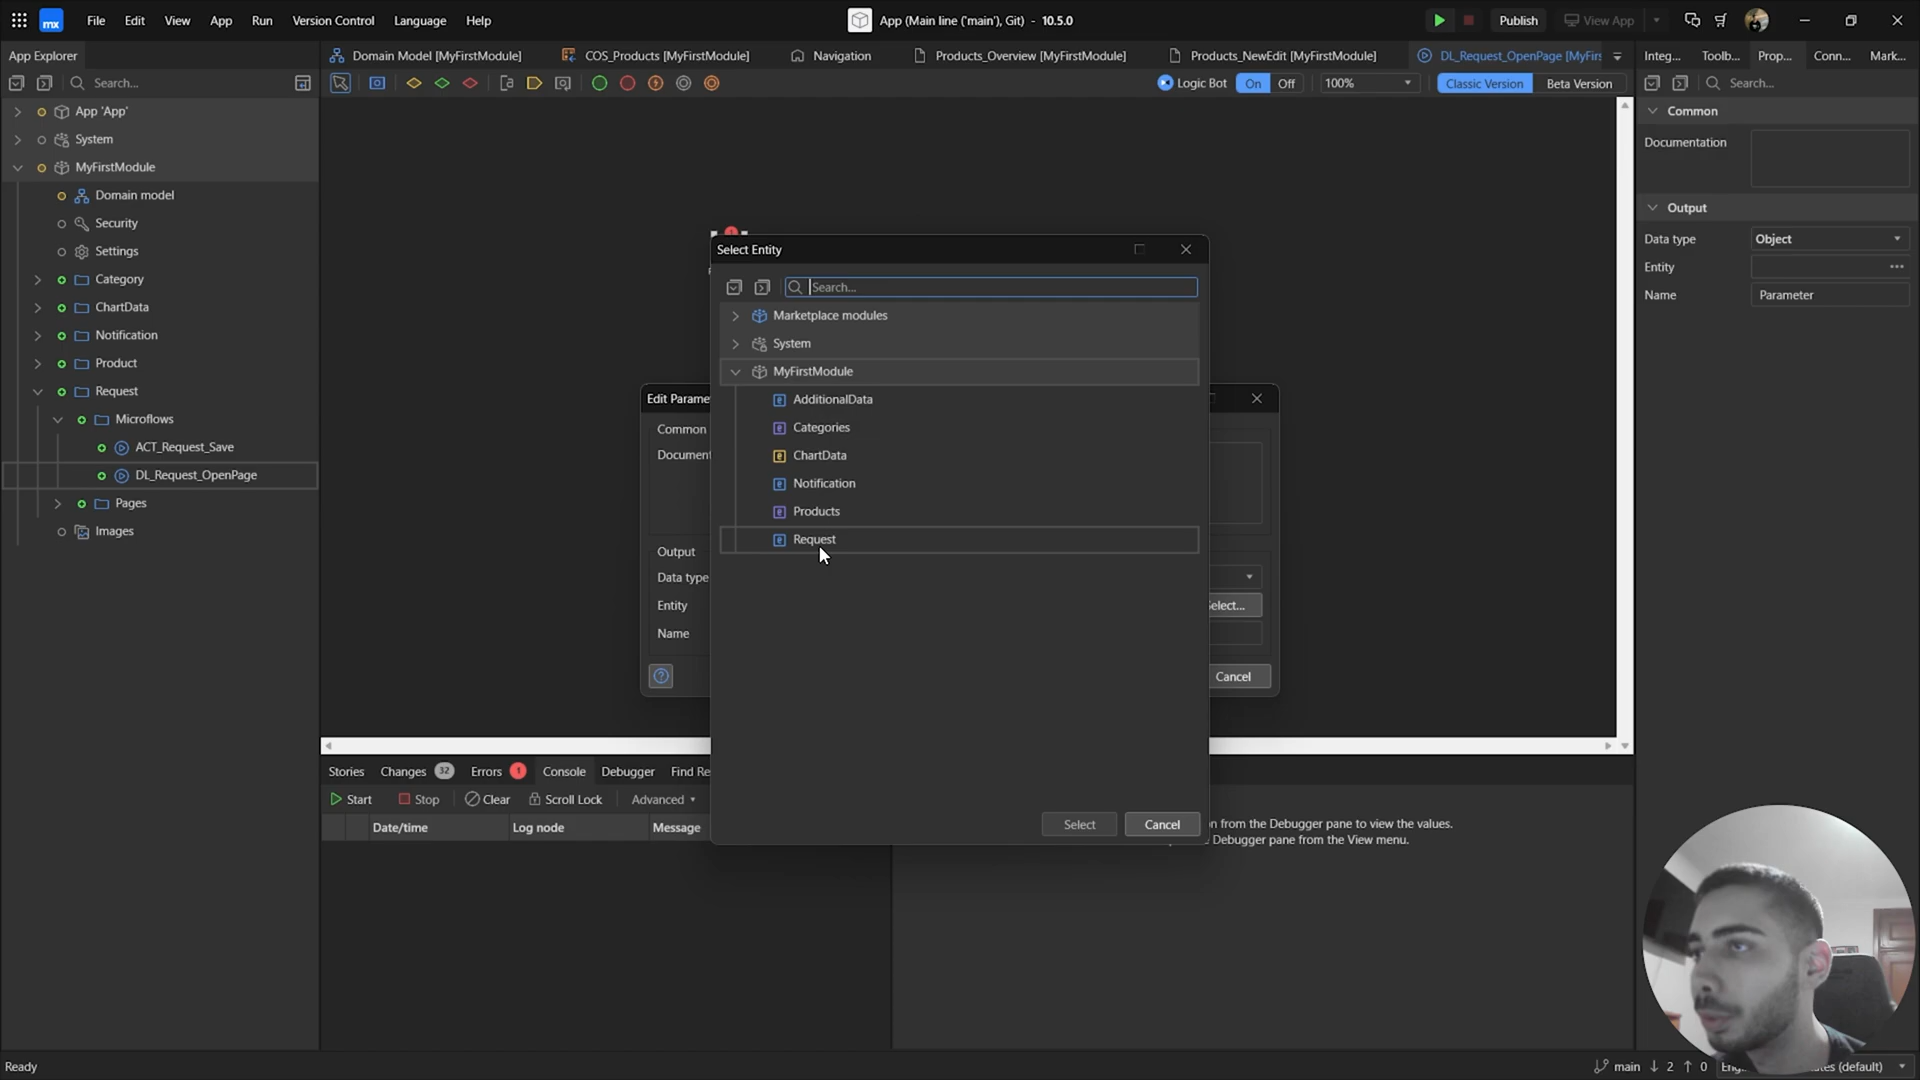 mx File Edit View App Run Version Control Language Help
App (Main line ('main'), Git) - 10.5.0
Publish View App
App Explorer
Domain Model [MyFirstModule] COS_Products [MyFirstModule] Navigation Products_Overview [MyFirstModule] Products_NewEdit [MyFirstModule] DL_Request_OpenPage [MyFirs
Integ... Toolb... Prop... Conn... Mark...
Search...
Logic Bot On Off 100% Classic Version Beta Version
Search...
App 'App'
System
MyFirstModule
Domain model
Security
Settings
Category
ChartData
Notification
Product
Request
Microflows
ACT_Request_Save
DL_Request_OpenPage
Pages
Images
Common
Documentation
Output
Data type Object
Entity
Name Parameter
Select Entity
Search...
Marketplace modules
System
MyFirstModule
AdditionalData
Categories
ChartData
Notification
Products
Request
Select Cancel
Edit Parame
Common
Document
Output
Data type
Entity
Select...
Name
Cancel
Stories Changes 32 Errors 1 Console Debugger Find Re
Start Stop Clear Scroll Lock Advanced
Date/time Log node Message
n from the Debugger pane to view the values.
Debugger pane from the View menu.
Ready
main 2 0 (default)